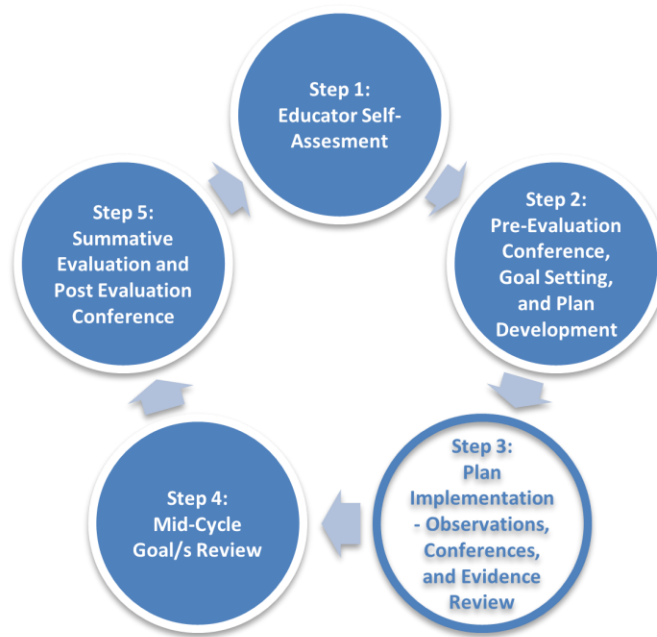 Step 1:
Educator Self-
Assesment
Step 2:
Pre-Evaluation
Conference,
Goal Setting,
and Plan
Development
Step 3:
Plan
Implementation
- Observations,
Conferences,
and Evidence
Review
Step 4:
Mid-Cycle
Goal/s Review
Step 5:
Summative
Evaluation and
Post Evaluation
Conference